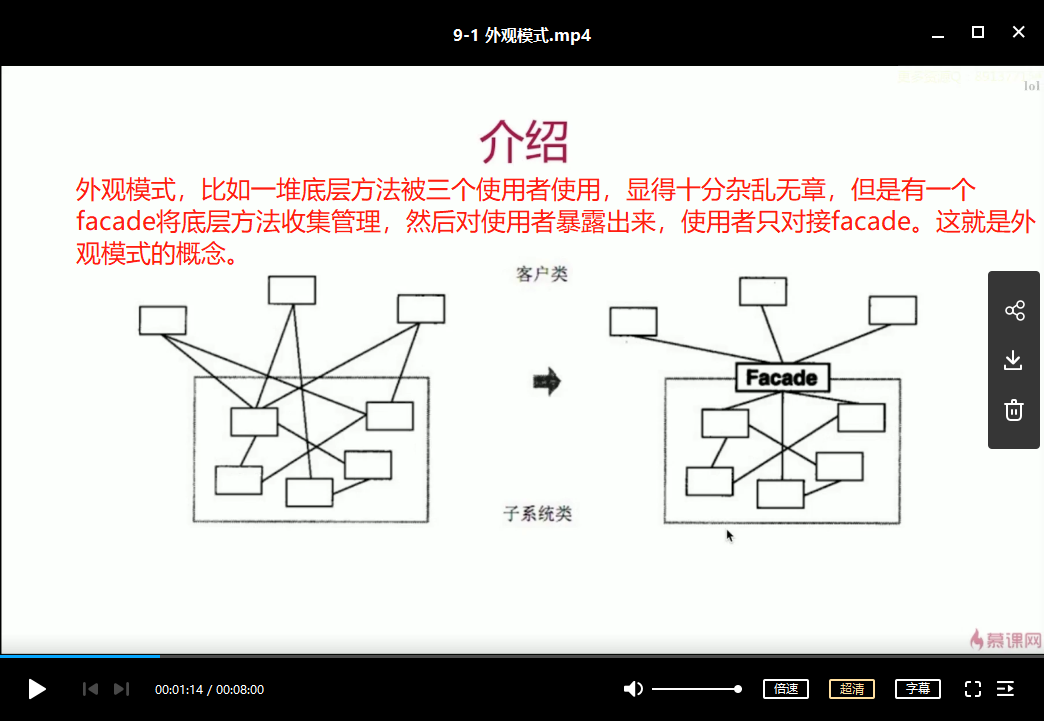 9-1 外观模式.mp4
lol
介绍
外观模式，比如一堆底层方法被三个使用者使用，显得十分杂乱无章，但是有一个
facade将底层方法收集管理，然后对使用者暴露出来，使用者只对接facade。这就是外
观模式的概念。
客户类
Facade
子系统类
慕课网
00:01:14 / 00:08:00
倍速
超清
字幕